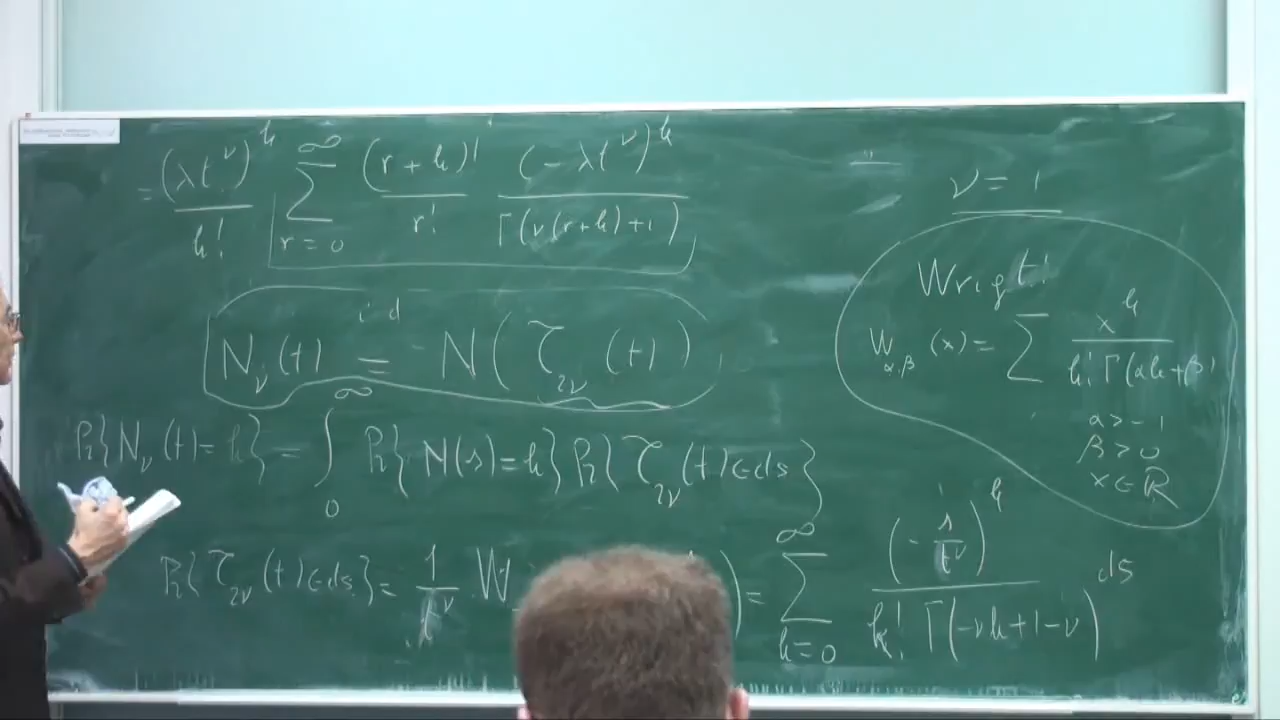 = (λt^ν)^k / k! ∑_{r=0}^{∞} (r+k)! / r! (-λt^ν)^k / Γ(ν(r+k)+1)
ν = 1
N_ν(t) =^{i.d} N(𝒯_{2ν}(t))
Wright
W_{α,β}(x) = ∑ x^k / k! Γ(αk+β)
α > -1
β > 0
x ∈ ℝ
Pr{N_ν(t)=k} = ∫_0^∞ Pr{N(s)=k} Pr{𝒯_{2ν}(t)∈ds}
Pr{𝒯_{2ν}(t)∈ds} = 1/t^ν W ) = ∑_{k=0}^{∞} (-s/t^ν)^k / k! Γ(-νk+1-ν) ds